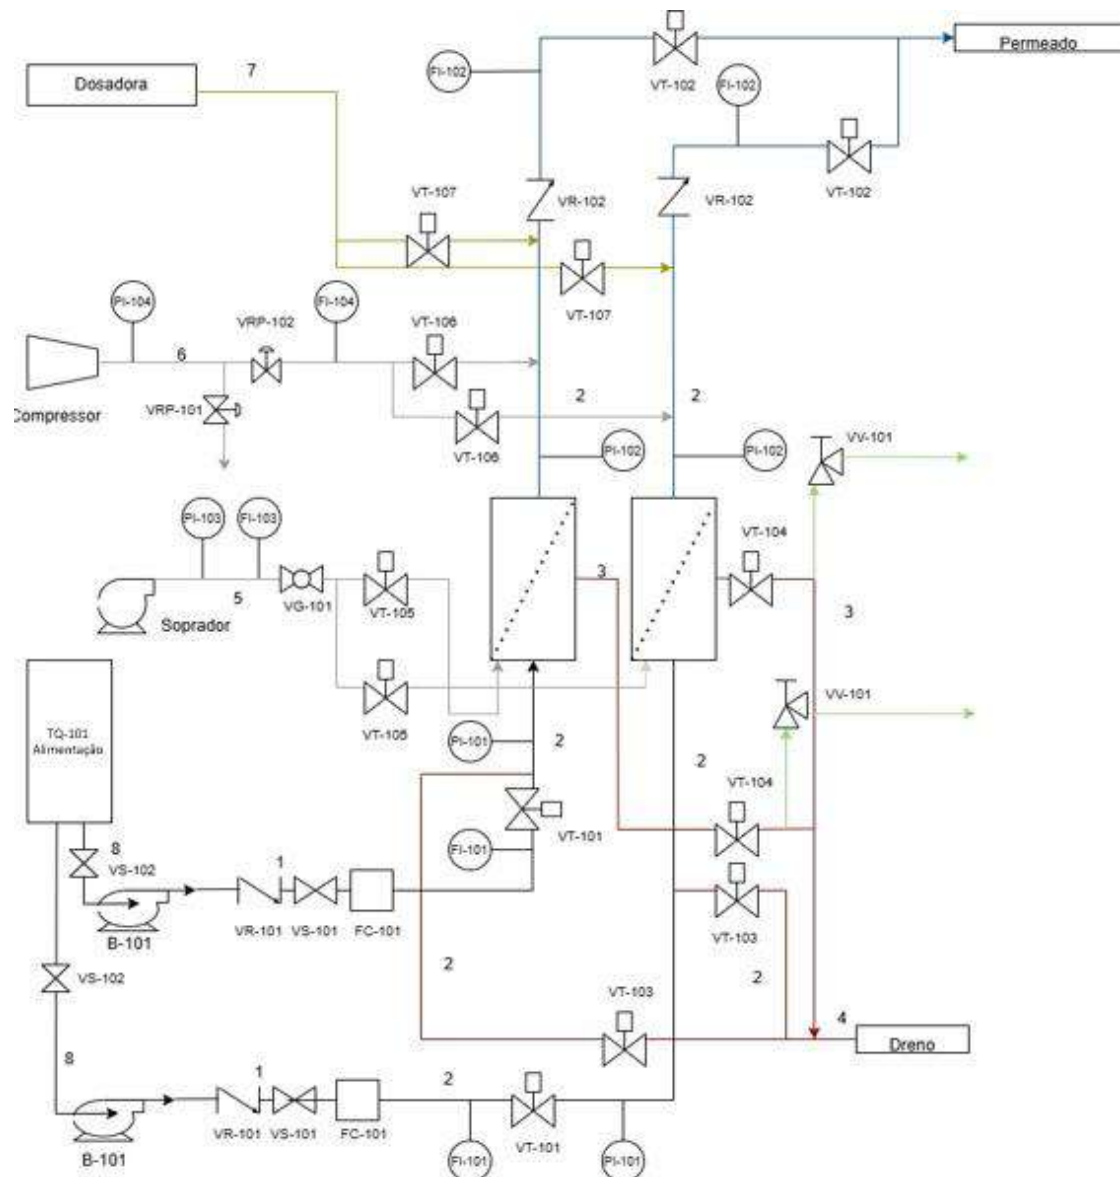 Permeado
FI-102
VT-102
7
Dosadora
FI-102
VT-102
VT-107
VR-102
VR-102
VT-107
PI-104
FI-104
VRP-102
VT-106
6
VRP-101
Compressor
2
2
VT-106
PI-102
PI-102
VV-101
PI-103
FI-103
VT-104
3
5
VG-101
VT-105
3
Soprador
VT-105
VV-101
TQ-101
Alimentação
PI-101
2
2
VT-104
VT-101
FI-101
8
VS-102
1
B-101
VR-101
VS-101
FC-101
VT-103
VS-102
2
2
VT-103
4
Dreno
8
1
2
VR-101
VS-101
FC-101
VT-101
B-101
FI-101
PI-101